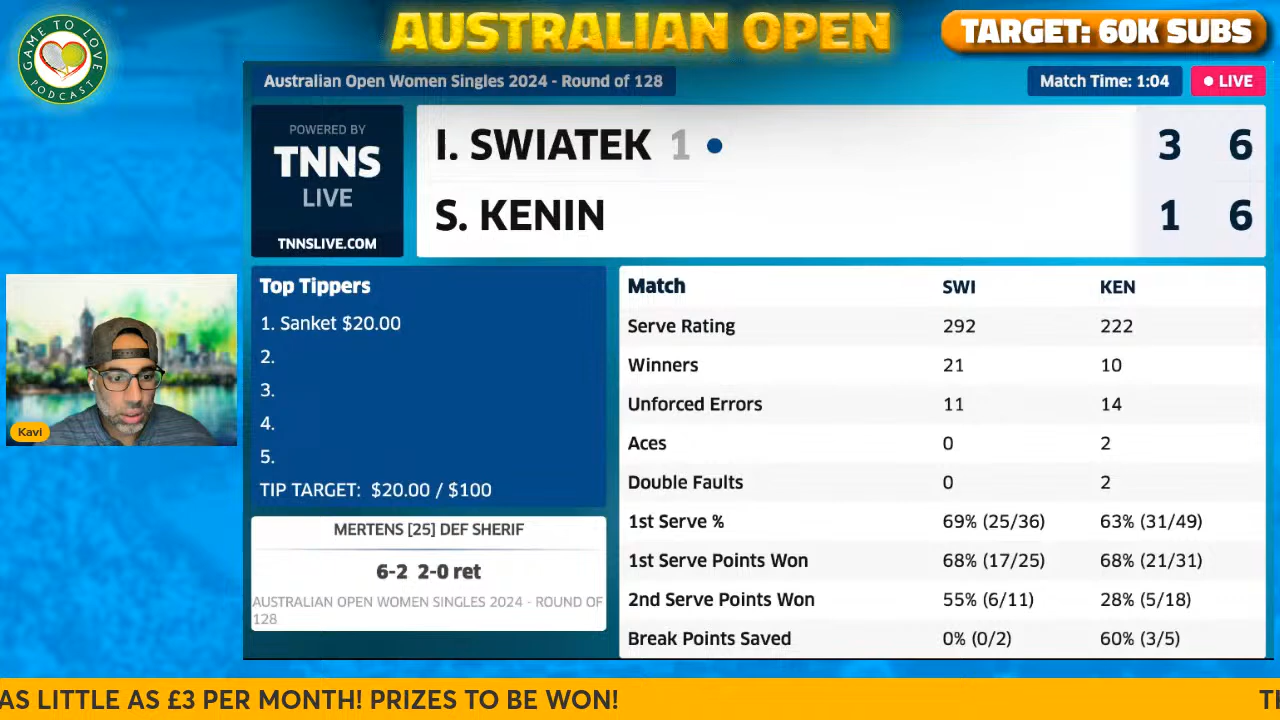 GAME TO LOVE
PODCAST
AUSTRALIAN OPEN
TARGET: 60K SUBS
Australian Open Women Singles 2024 - Round of 128
Match Time: 1:04
LIVE
POWERED BY
TNNS
LIVE
TNNSLIVE.COM
I. SWIATEK 1 3 6
S. KENIN 1 6
Top Tippers
1. Sanket $20.00
2.
3.
4.
5.
TIP TARGET: $20.00 / $100
MERTENS [25] DEF SHERIF
6-2 2-0 ret
AUSTRALIAN OPEN WOMEN SINGLES 2024 - ROUND OF
128
Match SWI KEN
Serve Rating 292 222
Winners 21 10
Unforced Errors 11 14
Aces 0 2
Double Faults 0 2
1st Serve % 69% (25/36) 63% (31/49)
1st Serve Points Won 68% (17/25) 68% (21/31)
2nd Serve Points Won 55% (6/11) 28% (5/18)
Break Points Saved 0% (0/2) 60% (3/5)
Kavi
AS LITTLE AS £3 PER MONTH! PRIZES TO BE WON!